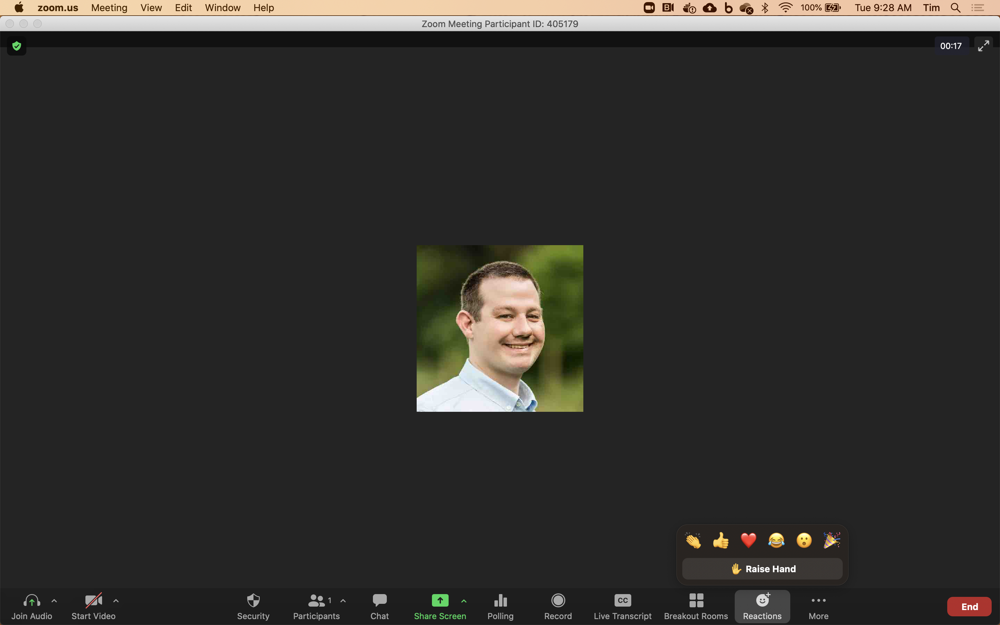 zoom.us Meeting View Edit Window Help 100% Tue 9:28 AM Tim
Zoom Meeting Participant ID: 405179
00:17
Raise Hand
1
CC
Join Audio Start Video Security Participants Chat Share Screen Polling Record Live Transcript Breakout Rooms Reactions More End